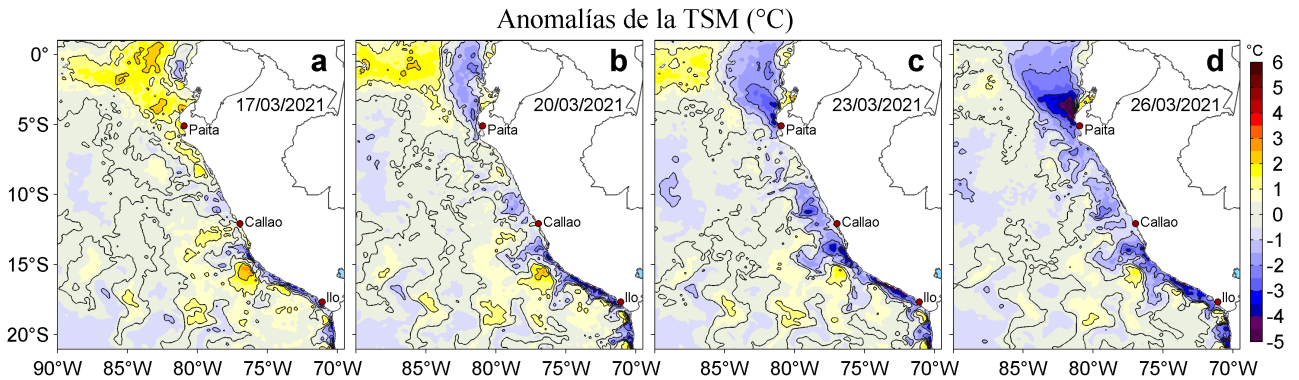 Anomalías de la TSM (°C)
a
b
c
d
17/03/2021
20/03/2021
23/03/2021
26/03/2021
0°
5°S
10°S
15°S
20°S
Paita
Paita
Paita
Paita
Callao
Callao
Callao
Callao
Ilo
Ilo
Ilo
Ilo
90°W 85°W 80°W 75°W 70°W
85°W 80°W 75°W 70°W
85°W 80°W 75°W 70°W
85°W 80°W 75°W 70°W
°C
6
5
4
3
2
1
0
-1
-2
-3
-4
-5